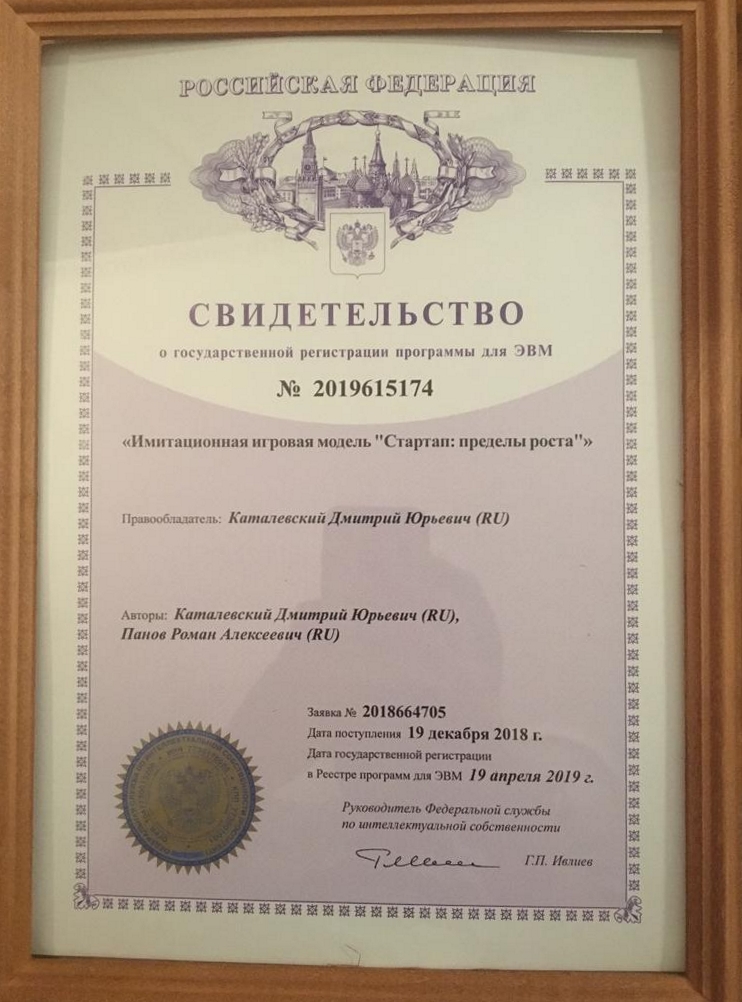 РОССИЙСКАЯ ФЕДЕРАЦИЯ
СВИДЕТЕЛЬСТВО
о государственной регистрации программы для ЭВМ
№ 2019615174
«Имитационная игровая модель "Стартап: пределы роста"»
Правообладатель: Каталевский Дмитрий Юрьевич (RU)
Авторы: Каталевский Дмитрий Юрьевич (RU),
Панов Роман Алексеевич (RU)
Заявка № 2018664705
Дата поступления 19 декабря 2018 г.
Дата государственной регистрации
в Реестре программ для ЭВМ 19 апреля 2019 г.
Руководитель Федеральной службы
по интеллектуальной собственности
Г.П. Ивлиев